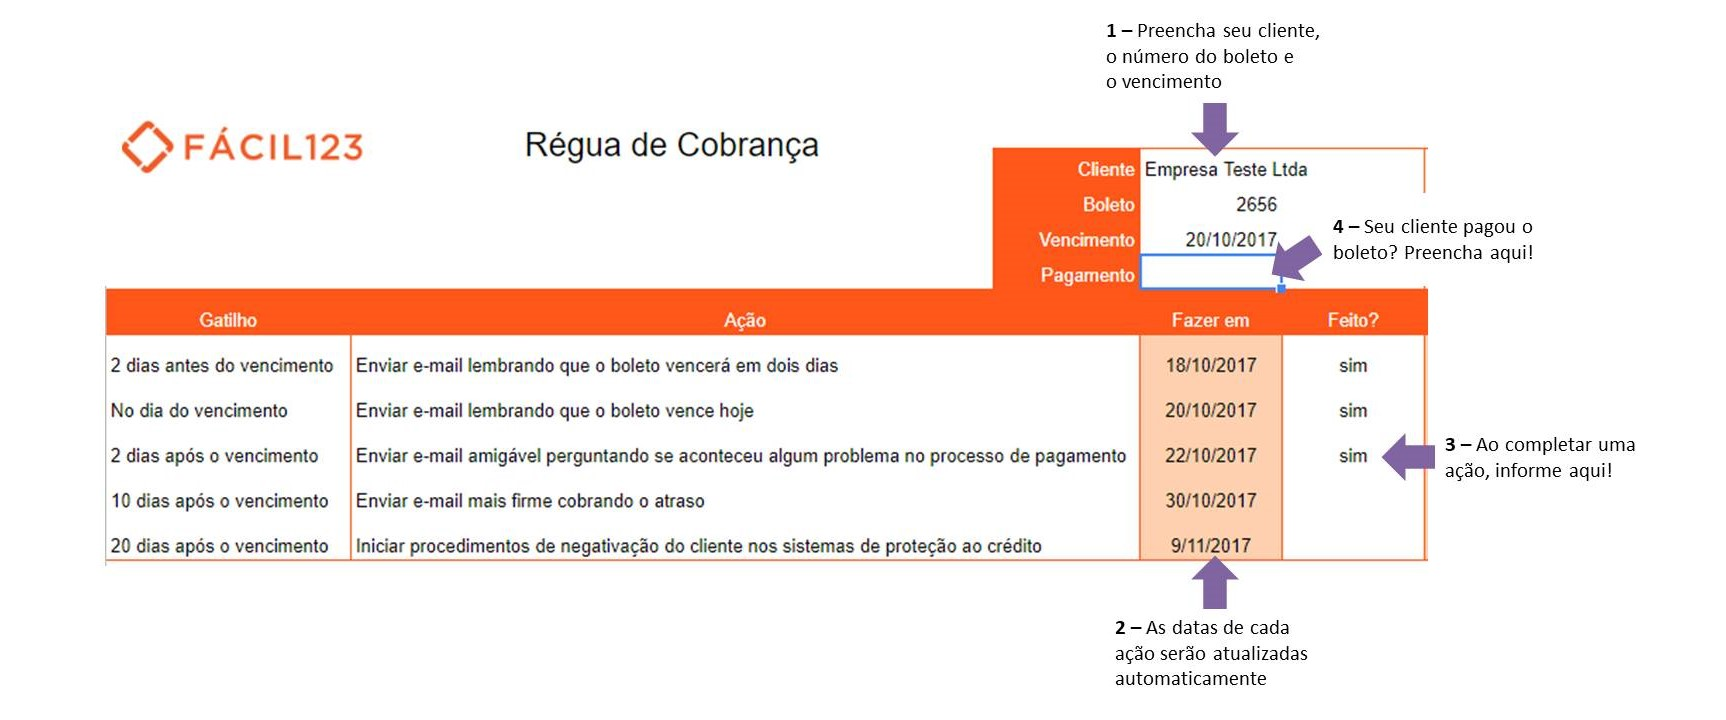 1 – Preencha seu cliente,
o número do boleto e
o vencimento
FÁCIL123
Régua de Cobrança
Cliente Empresa Teste Ltda
Boleto 2656
Vencimento 20/10/2017
Pagamento
4 – Seu cliente pagou o
boleto? Preencha aqui!
Gatilho Ação Fazer em Feito?
2 dias antes do vencimento Enviar e-mail lembrando que o boleto vencerá em dois dias 18/10/2017 sim
No dia do vencimento Enviar e-mail lembrando que o boleto vence hoje 20/10/2017 sim
2 dias após o vencimento Enviar e-mail amigável perguntando se aconteceu algum problema no processo de pagamento 22/10/2017 sim
3 – Ao completar uma
ação, informe aqui!
10 dias após o vencimento Enviar e-mail mais firme cobrando o atraso 30/10/2017
20 dias após o vencimento Iniciar procedimentos de negativação do cliente nos sistemas de proteção ao crédito 9/11/2017
2 – As datas de cada
ação serão atualizadas
automaticamente